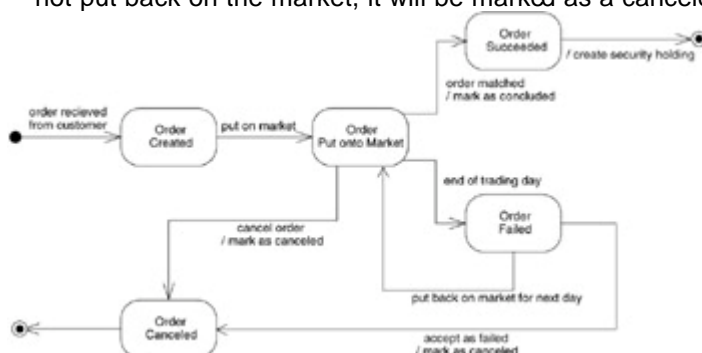 not put back on the market, it will be marked as a canceled
Order
Succeeded
/ create security holding
order matched
/ mark as concluded
order recieved
from customer
Order
Created
put on market
Order
Put onto Market
end of trading day
Order
Failed
cancel order
/ mark as canceled
put back on market for next day
Order
Canceled
accept as failed
/ mark as canceled